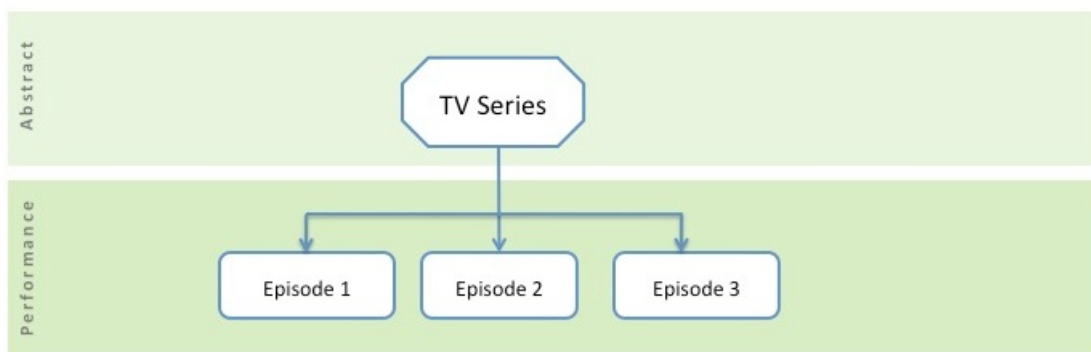 Abstract
TV Series
Performance
Episode 1
Episode 2
Episode 3